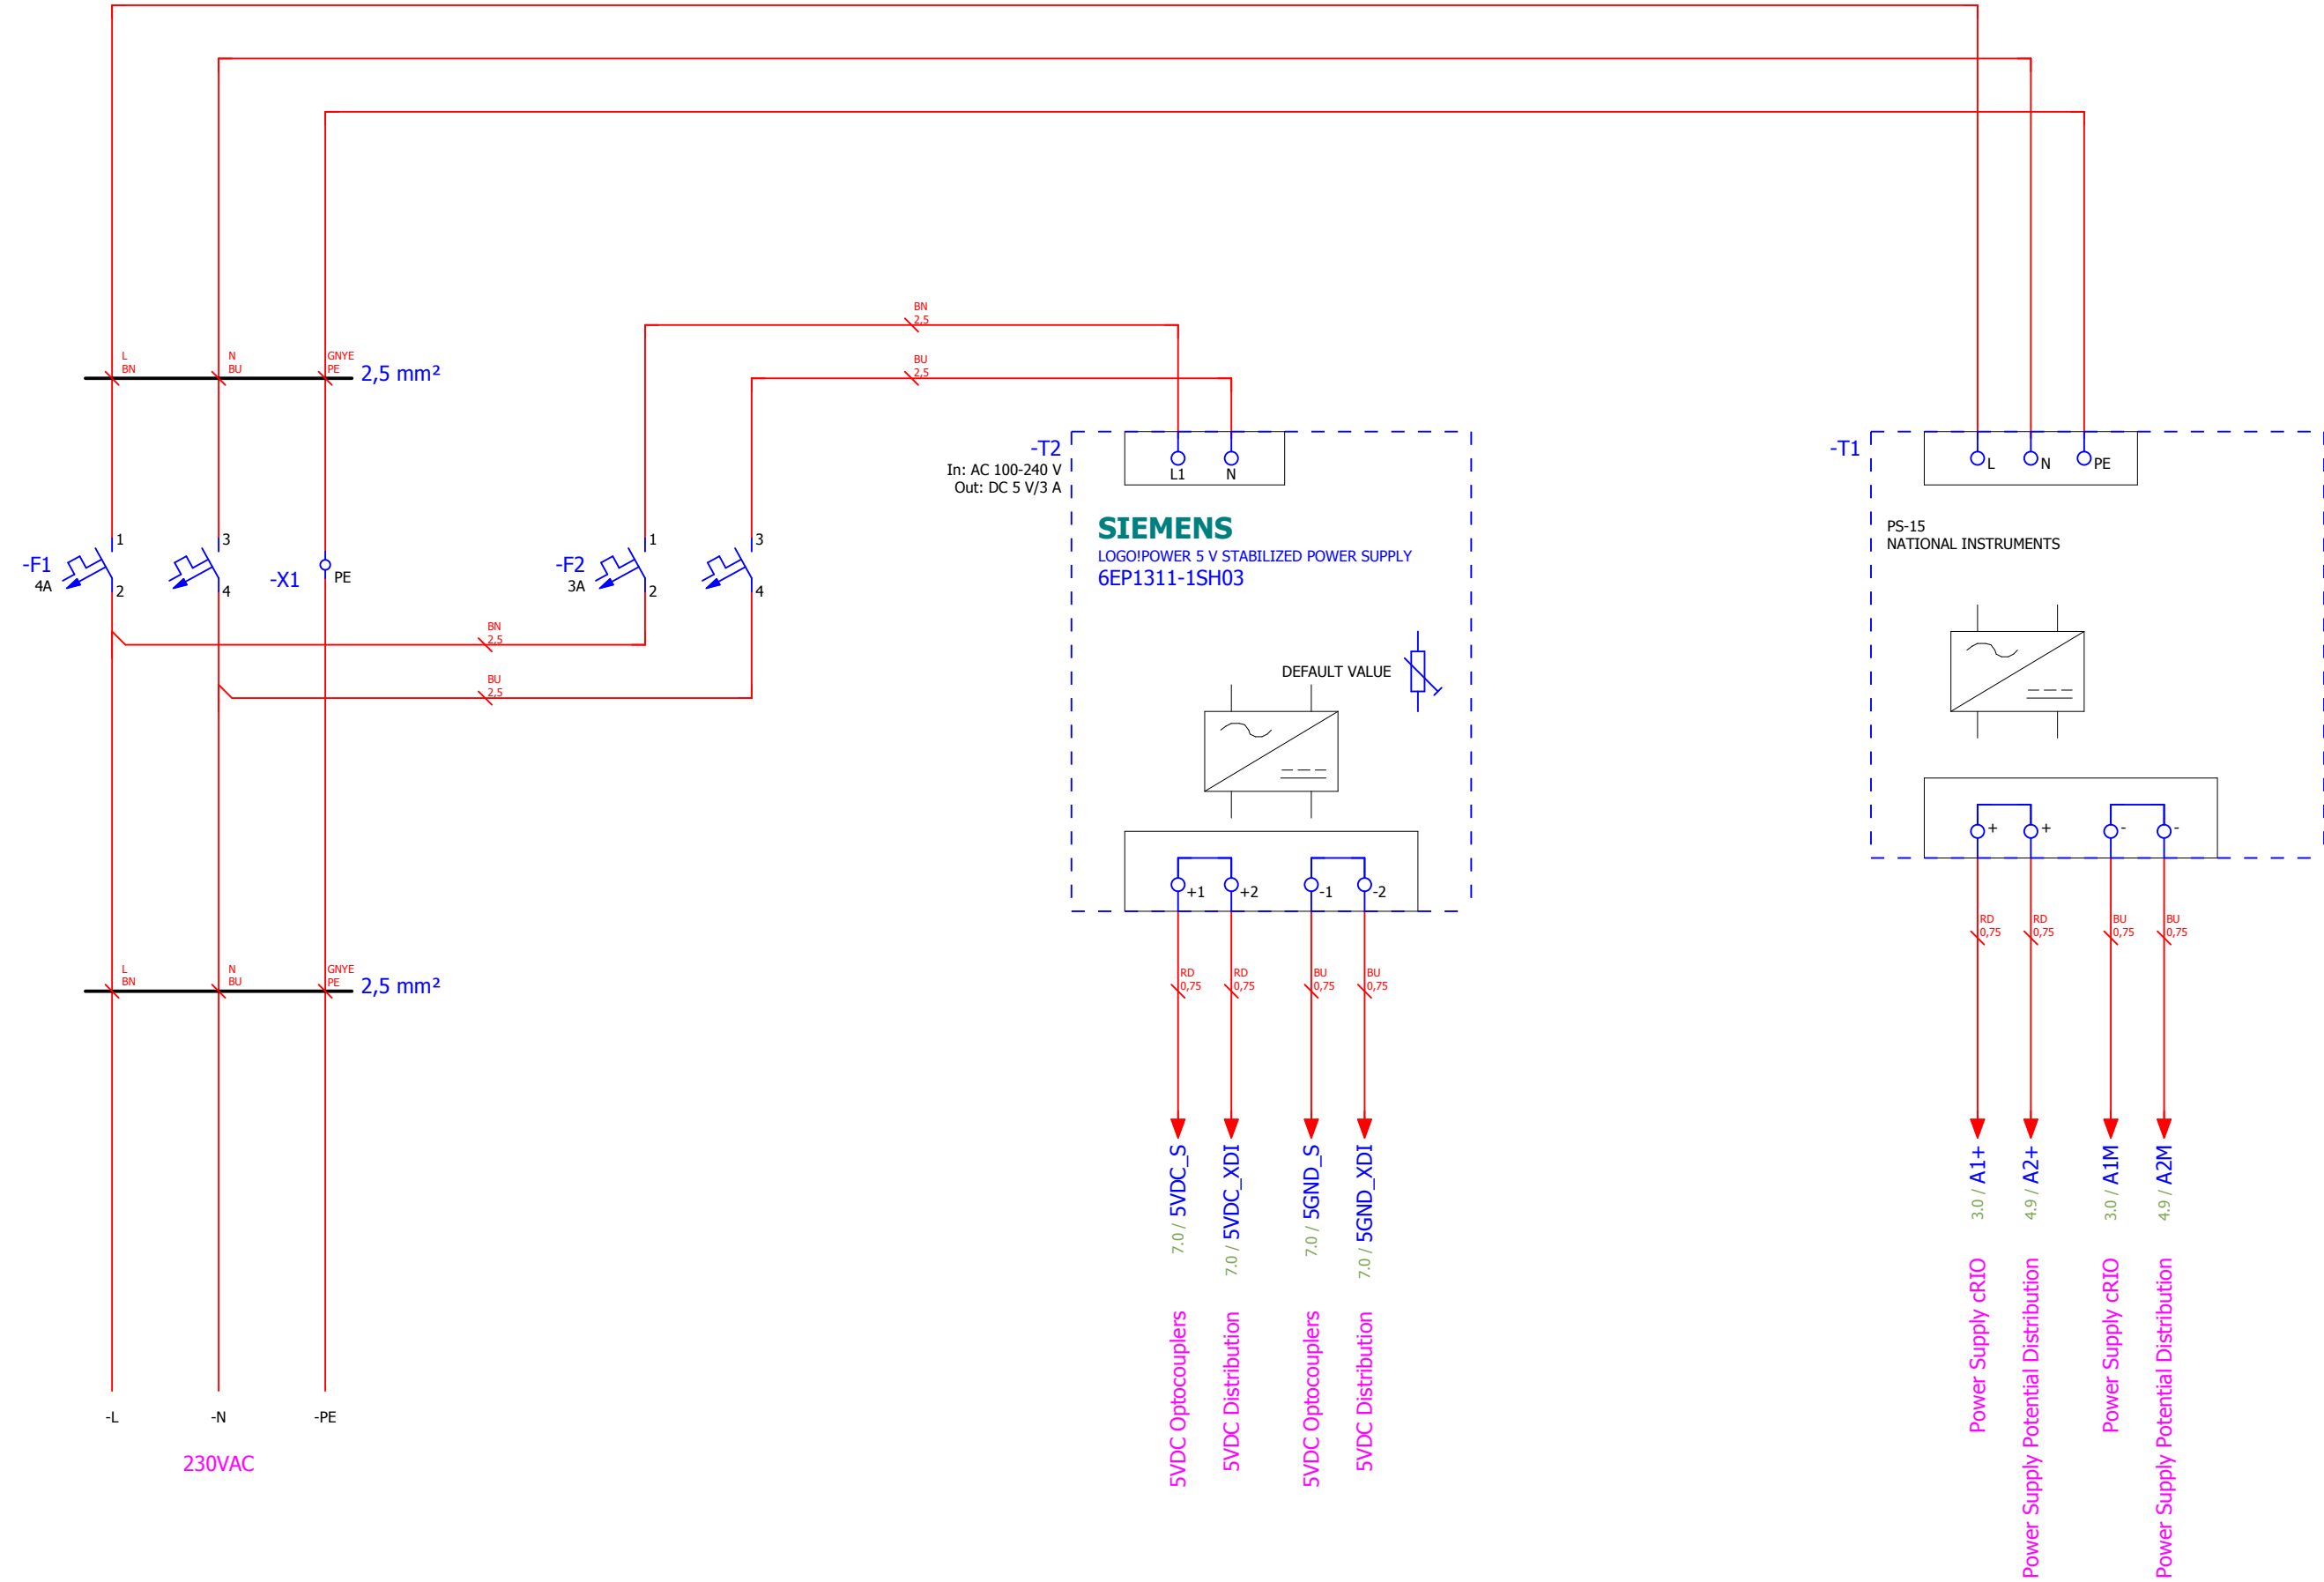 BN
2,5
BU
2,5
L
BN
N
BU
GNYE
PE
2,5 mm²
-T2
In: AC 100-240 V
Out: DC 5 V/3 A
L1
N
SIEMENS
LOGO!POWER 5 V STABILIZED POWER SUPPLY
6EP1311-1SH03
DEFAULT VALUE
-T1
L
N
PE
PS-15
NATIONAL INSTRUMENTS
-F1
4A
1
2
3
4
-X1
PE
-F2
3A
1
2
3
4
BN
2,5
BU
2,5
+1
+2
-1
-2
+
+
-
-
RD
0,75
RD
0,75
BU
0,75
BU
0,75
RD
0,75
RD
0,75
BU
0,75
BU
0,75
L
BN
N
BU
GNYE
PE
2,5 mm²
7.0 / 5VDC_S
7.0 / 5VDC_XDI
7.0 / 5GND_S
7.0 / 5GND_XDI
3.0 / A1+
4.9 / A2+
3.0 / A1M
4.9 / A2M
5VDC Optocouplers
5VDC Distribution
5VDC Optocouplers
5VDC Distribution
Power Supply cRIO
Power Supply Potential Distribution
Power Supply cRIO
Power Supply Potential Distribution
-L
-N
-PE
230VAC